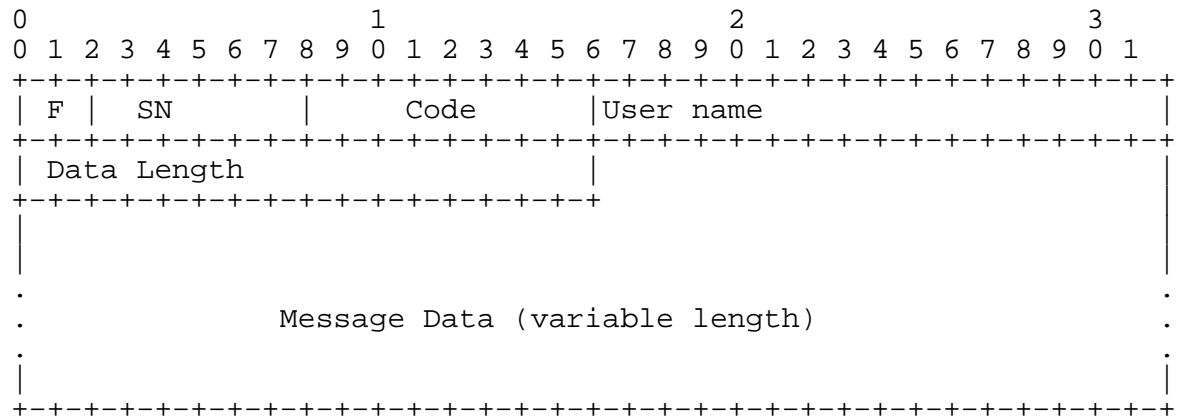 0                   1                   2                   3
0 1 2 3 4 5 6 7 8 9 0 1 2 3 4 5 6 7 8 9 0 1 2 3 4 5 6 7 8 9 0 1
+-+-+-+-+-+-+-+-+-+-+-+-+-+-+-+-+-+-+-+-+-+-+-+-+-+-+-+-+-+-+-+-+
| F |  SN       |     Code      |User name                      |
+-+-+-+-+-+-+-+-+-+-+-+-+-+-+-+-+-+-+-+-+-+-+-+-+-+-+-+-+-+-+-+-+
| Data Length                   |                               |
+-+-+-+-+-+-+-+-+-+-+-+-+-+-+-+-+                               |
|                                                               |
|                                                               |
.                                                               .
.              Message Data (variable length)                   .
.                                                               .
|                                                               |
+-+-+-+-+-+-+-+-+-+-+-+-+-+-+-+-+-+-+-+-+-+-+-+-+-+-+-+-+-+-+-+-+